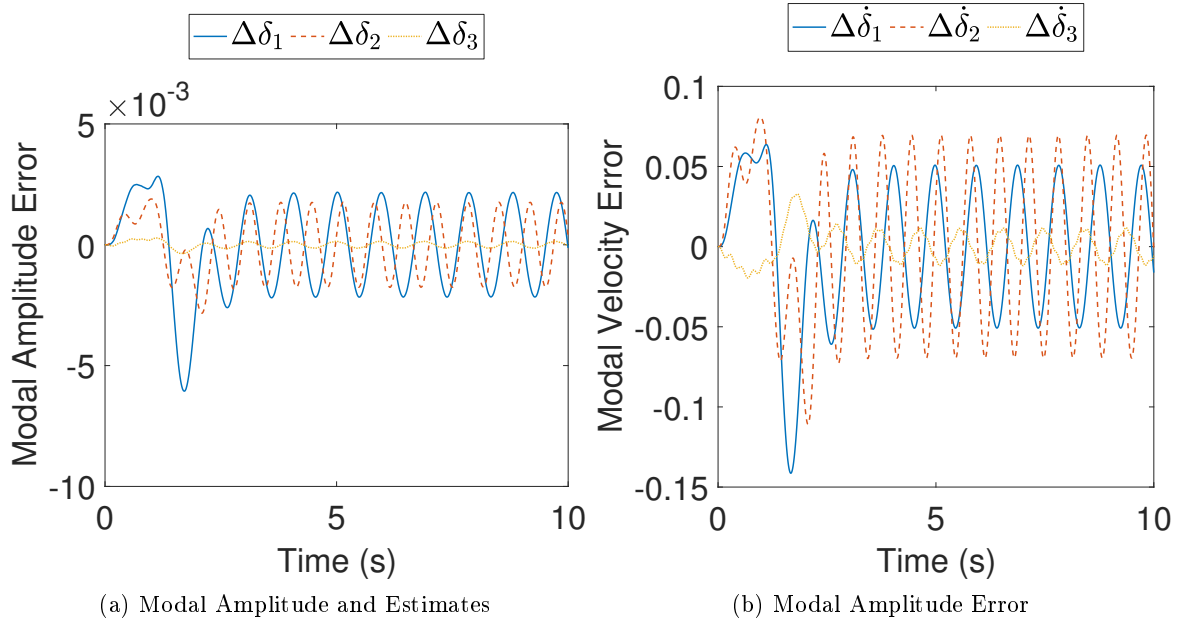 Δδ₁ Δδ₂ Δδ₃
×10⁻³
5
0
-5
-10
Modal Amplitude Error
0 5 10
Time (s)
(a) Modal Amplitude and Estimates
Δδ̇₁ Δδ̇₂ Δδ̇₃
0.1
0.05
0
-0.05
-0.1
-0.15
Modal Velocity Error
0 5 10
Time (s)
(b) Modal Amplitude Error